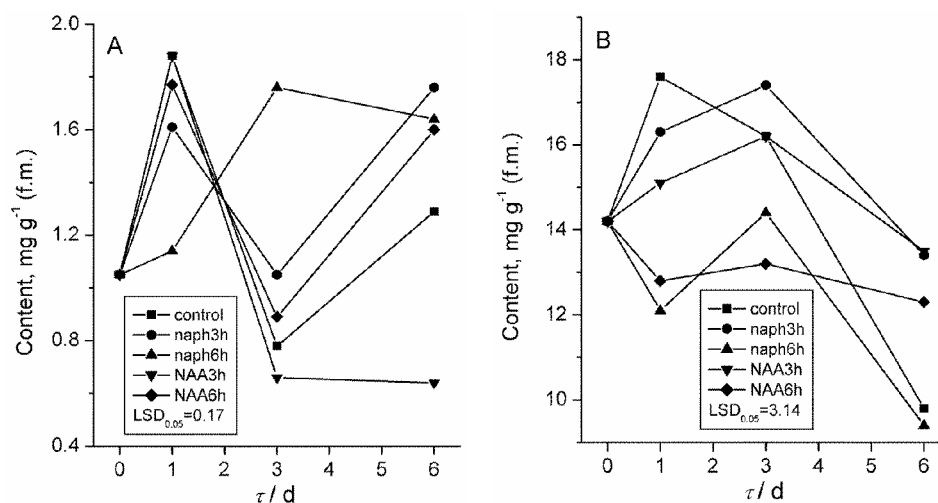 A
Content, mg g⁻¹ (f.m.)
2.0
1.6
1.2
0.8
0.4
control
naph3h
naph6h
NAA3h
NAA6h
LSD₀.₀₅=0.17
0 1 2 3 4 5 6
τ / d
B
Content, mg g⁻¹ (f.m.)
18
16
14
12
10
control
naph3h
naph6h
NAA3h
NAA6h
LSD₀.₀₅=3.14
0 1 2 3 4 5 6
τ / d